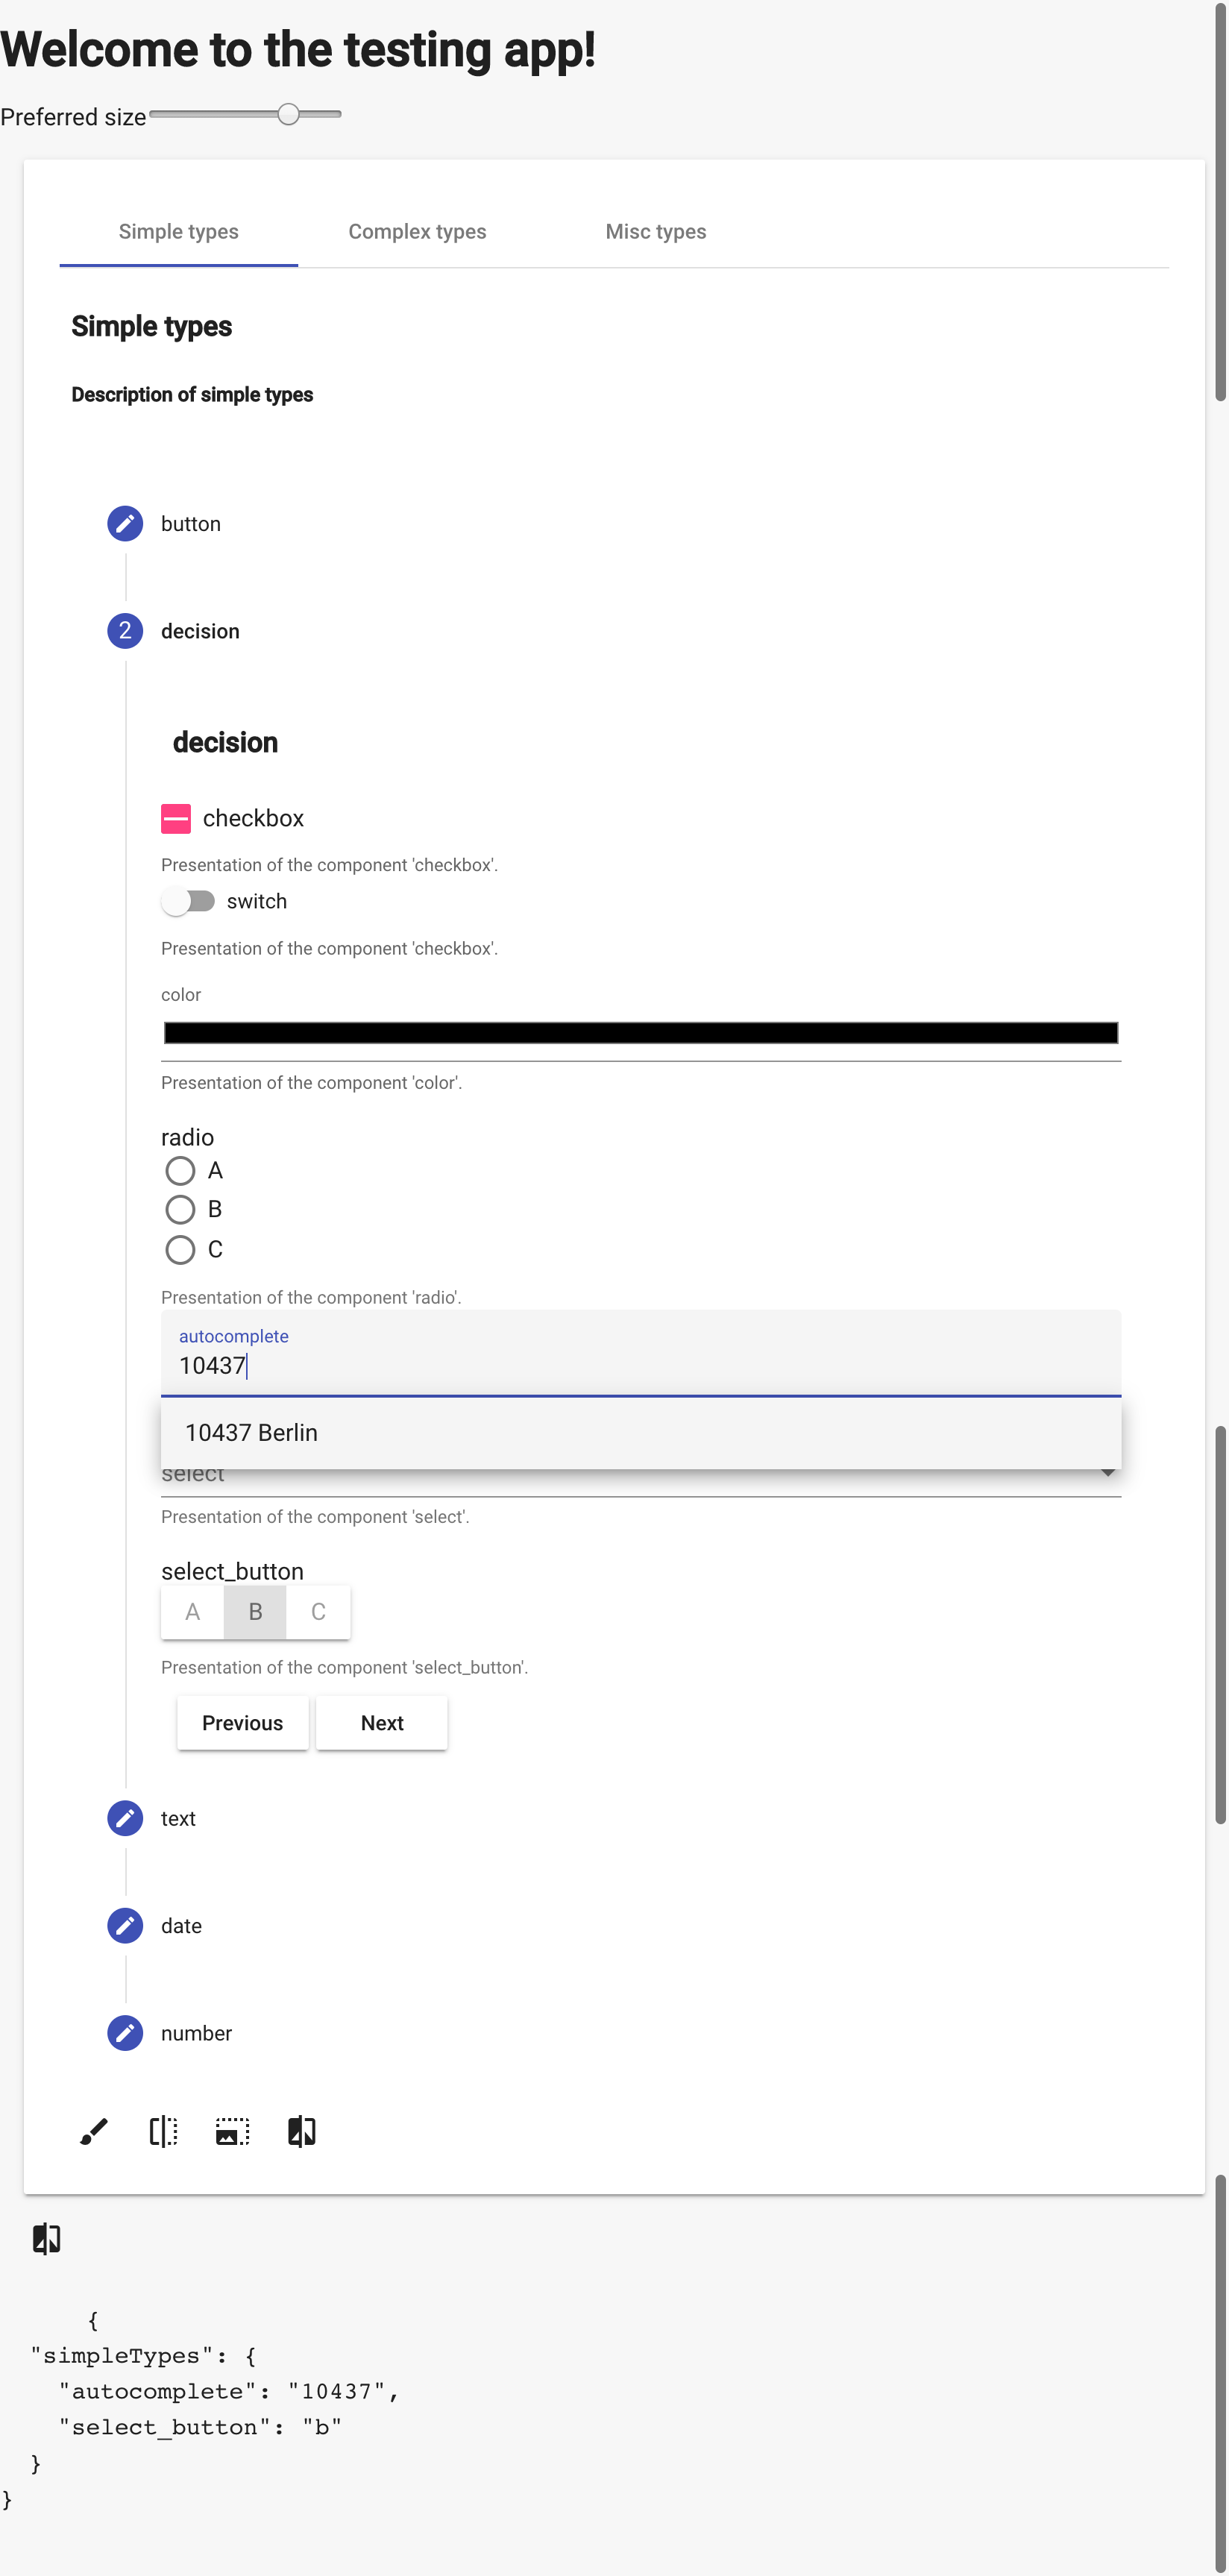 Welcome to the testing app!
Preferred size
Simple types Complex types Misc types
Simple types
Description of simple types
button
2 decision
decision
checkbox
Presentation of the component 'checkbox'.
switch
Presentation of the component 'checkbox'.
color
Presentation of the component 'color'.
radio
A
B
C
Presentation of the component 'radio'.
autocomplete
10437
10437 Berlin
select
Presentation of the component 'select'.
select_button
A B C
Presentation of the component 'select_button'.
Previous Next
text
date
number
{
"simpleTypes": {
"autocomplete": "10437",
"select_button": "b"
}
}